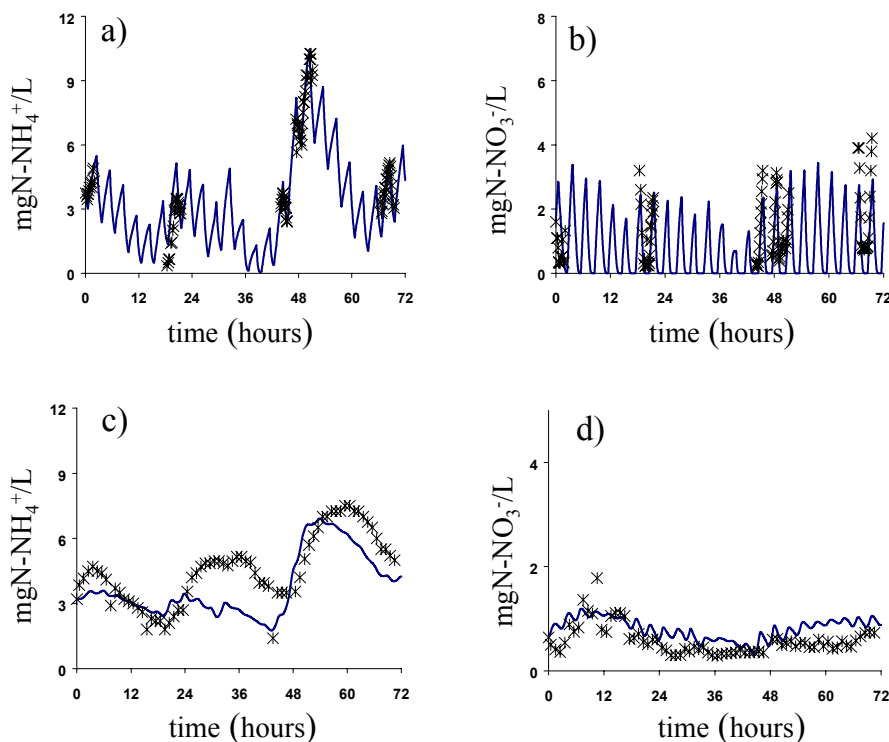 a)
mgN-NH₄⁺/L
12
9
6
3
0
0 12 24 36 48 60 72
time (hours)
b)
mgN-NO₃⁻/L
8
6
4
2
0
0 12 24 36 48 60 72
time (hours)
c)
mgN-NH₄⁺/L
12
9
6
3
0
0 12 24 36 48 60 72
time (hours)
d)
mgN-NO₃⁻/L
4
2
0
0 12 24 36 48 60 72
time (hours)